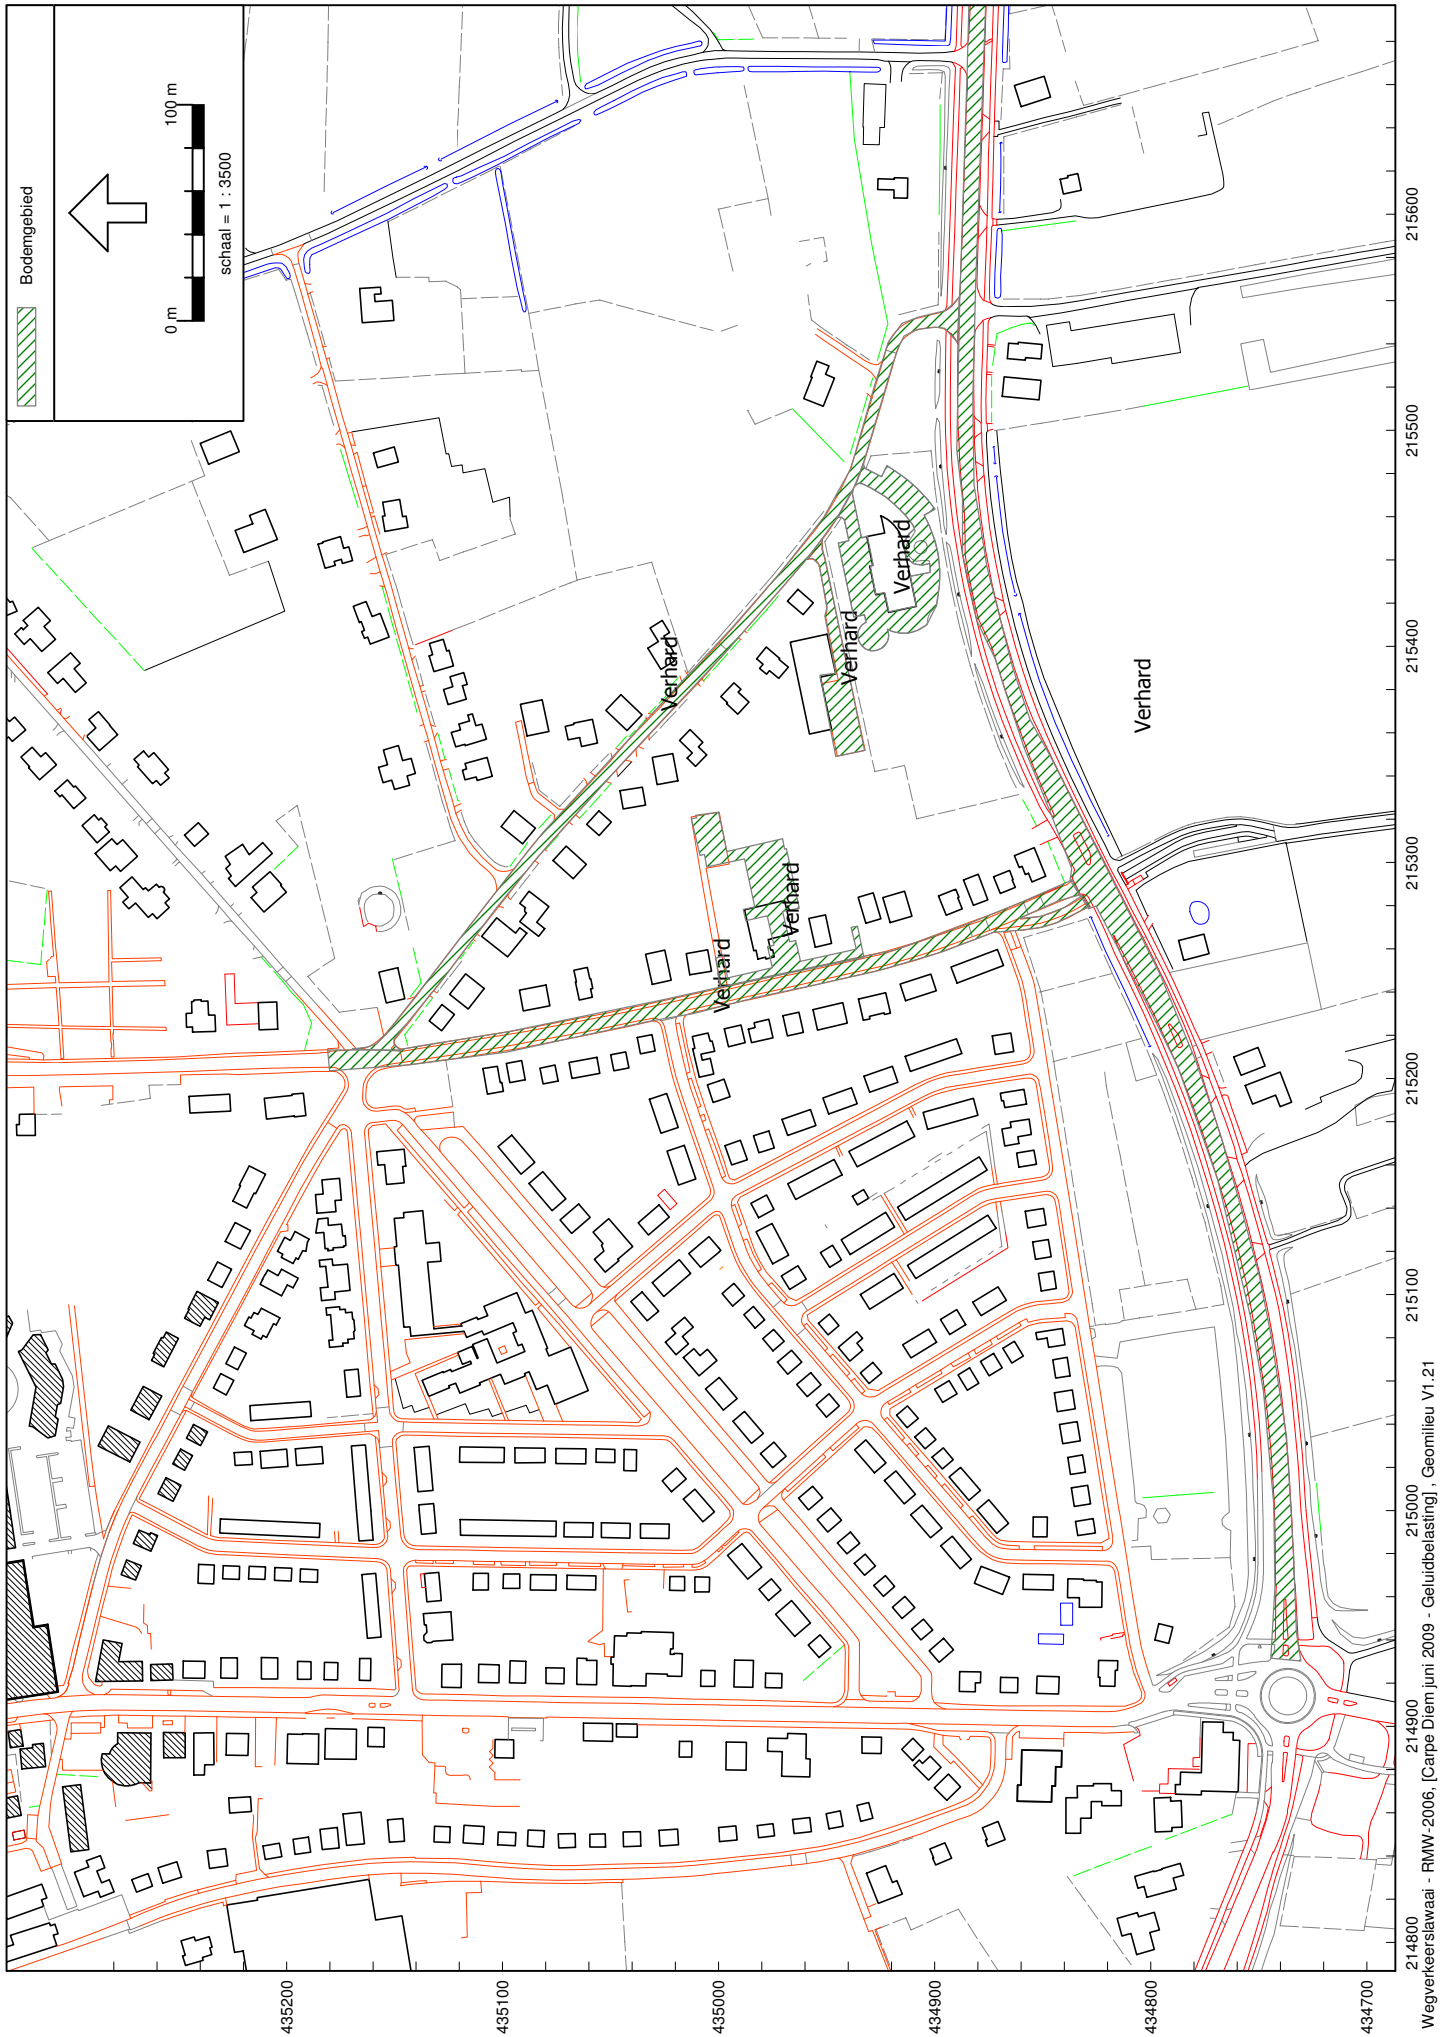 Bodemgebied
0 m
100 m
schaal = 1 : 3500
Verhard
Verhard
Verhard
Verhard
Verhard
Verhard
435200
435100
435000
434900
434800
434700
214800
214900
215000
215100
215200
215300
215400
215500
215600
Wegverkeerslawaai - RMW-2006, [Carpe Diem juni 2009 - Geluidbelasting] , Geomilieu V1.21